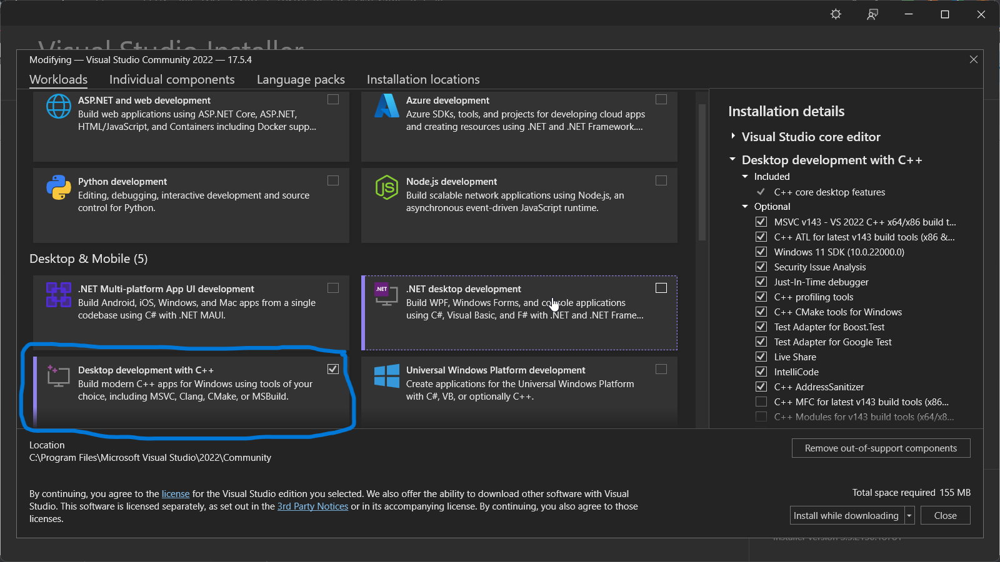 Visual Studio Installer
Modifying — Visual Studio Community 2022 — 17.5.4
Workloads Individual components Language packs Installation locations
ASP.NET and web development
Build web applications using ASP.NET Core, ASP.NET,
HTML/JavaScript, and Containers including Docker supp...
Azure development
Azure SDKs, tools, and projects for developing cloud apps
and creating resources using .NET and .NET Framework....
Python development
Editing, debugging, interactive development and source
control for Python.
JS
Node.js development
Build scalable network applications using Node.js, an
asynchronous event-driven JavaScript runtime.
Desktop & Mobile (5)
.NET Multi-platform App UI development
Build Android, iOS, Windows, and Mac apps from a single
codebase using C# with .NET MAUI.
.NET
.NET desktop development
Build WPF, Windows Forms, and console applications
using C#, Visual Basic, and F# with .NET and .NET Frame...
Desktop development with C++
Build modern C++ apps for Windows using tools of your
choice, including MSVC, Clang, CMake, or MSBuild.
Universal Windows Platform development
Create applications for the Universal Windows Platform
with C#, VB, or optionally C++.
Installation details
Visual Studio core editor
Desktop development with C++
Included
C++ core desktop features
Optional
MSVC v143 - VS 2022 C++ x64/x86 build t...
C++ ATL for latest v143 build tools (x86 &...
Windows 11 SDK (10.0.22000.0)
Security Issue Analysis
Just-In-Time debugger
C++ profiling tools
C++ CMake tools for Windows
Test Adapter for Boost.Test
Test Adapter for Google Test
Live Share
IntelliCode
C++ AddressSanitizer
C++ MFC for latest v143 build tools (x86...
C++ Modules for v143 build tools (x64/x8...
Location
C:\Program Files\Microsoft Visual Studio\2022\Community
Remove out-of-support components
By continuing, you agree to the license for the Visual Studio edition you selected. We also offer the ability to download other software with Visual
Studio. This software is licensed separately, as set out in the 3rd Party Notices or in its accompanying license. By continuing, you also agree to those
licenses.
Total space required 155 MB
Install while downloading Close